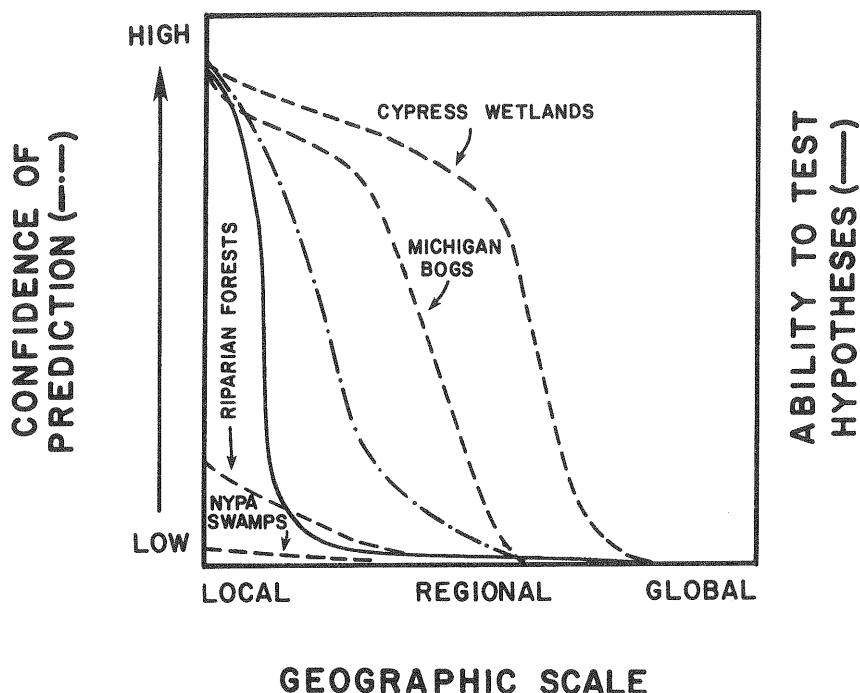 HIGH
CONFIDENCE OF
PREDICTION (—·—)
CYPRESS WETLANDS
MICHIGAN
BOGS
RIPARIAN FORESTS
NYPA
SWAMPS
LOW
ABILITY TO TEST
HYPOTHESES (——)
LOCAL REGIONAL GLOBAL
GEOGRAPHIC SCALE